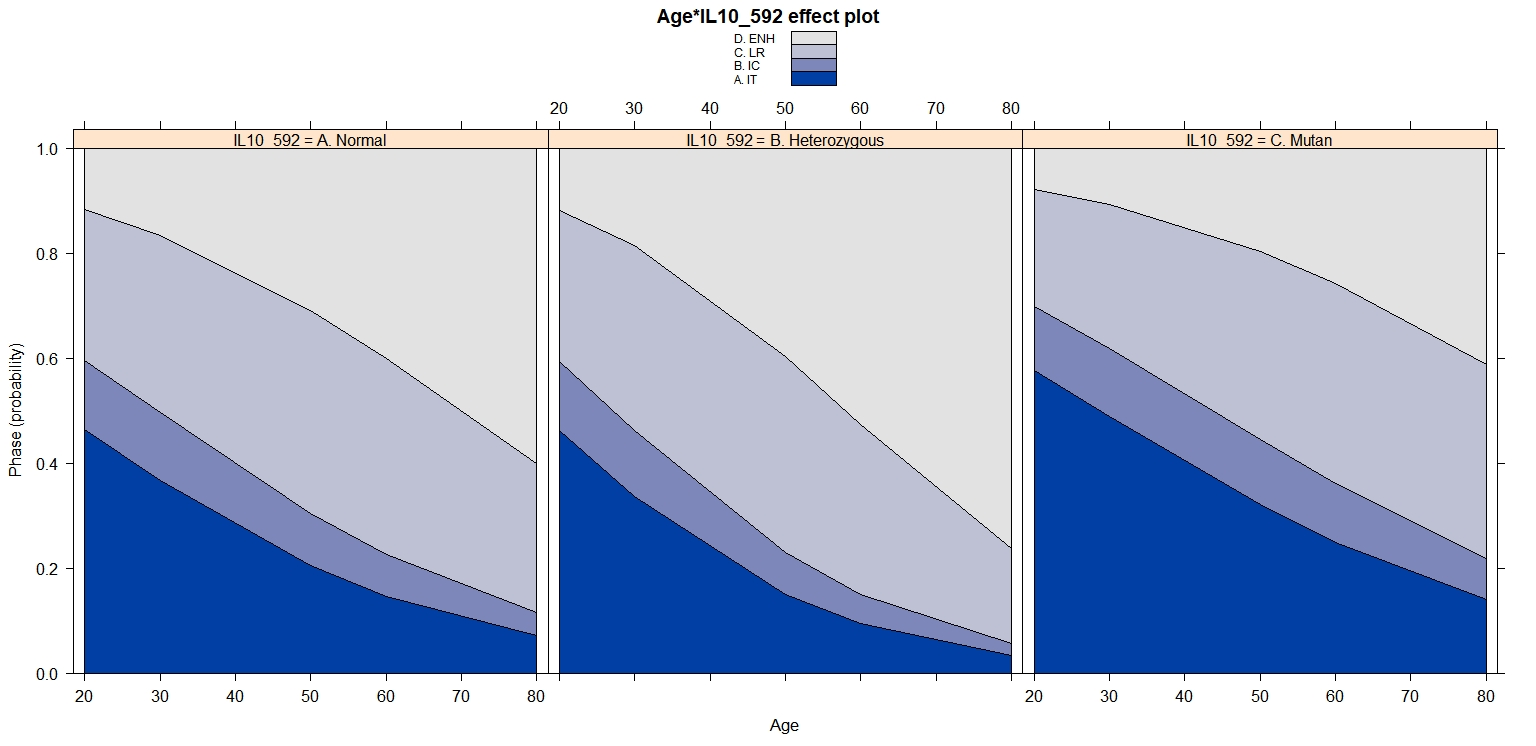 Age*IL10_592 effect plot
D. ENH
C. LR
B. IC
A. IT
20 30 40 50 60 70 80
IL10_592 = A. Normal
IL10_592 = B. Heterozygous
IL10_592 = C. Mutan
1.0
0.8
0.6
0.4
0.2
0.0
Phase (probability)
20 30 40 50 60 70 80
20 30 40 50 60 70 80
Age